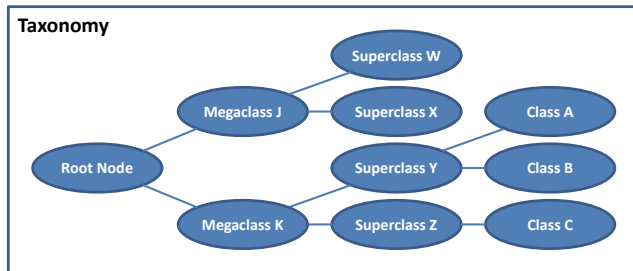 Taxonomy
Superclass W
Megaclass J
Superclass X
Class A
Root Node
Superclass Y
Class B
Megaclass K
Superclass Z
Class C